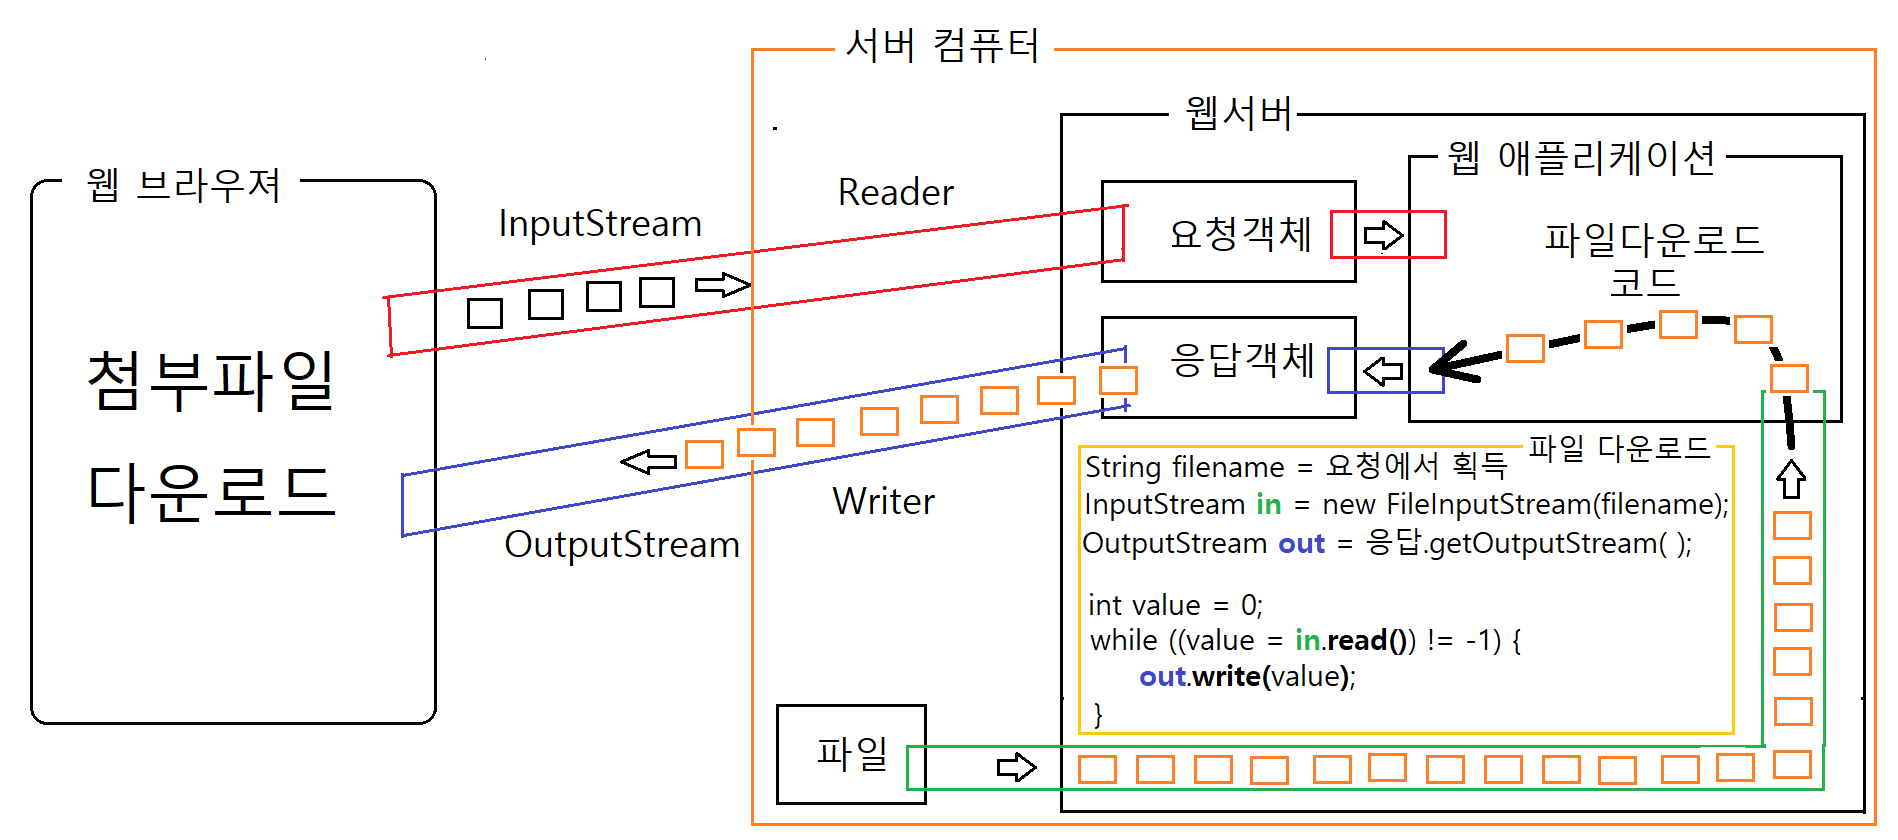 서버 컴퓨터
웹서버
웹 애플리케이션
웹 브라우져
Reader
InputStream
요청객체
파일다운로드
코드
첨부파일
다운로드
응답객체
Writer
OutputStream
파일 다운로드
String filename = 요청에서 획득
InputStream in = new FileInputStream(filename);
OutputStream out = 응답.getOutputStream( );
int value = 0;
while ((value = in.read()) != -1) {
out.write(value);
}
파일